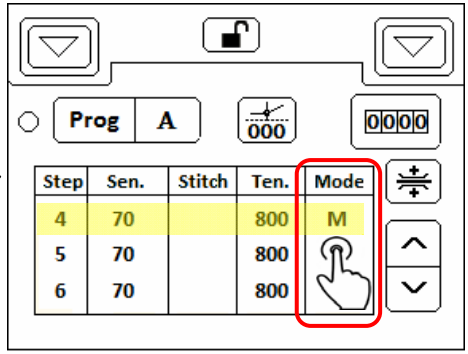 Prog A 000 0000
Step Sen. Stitch Ten. Mode
4 70 800 M
5 70 800
6 70 800